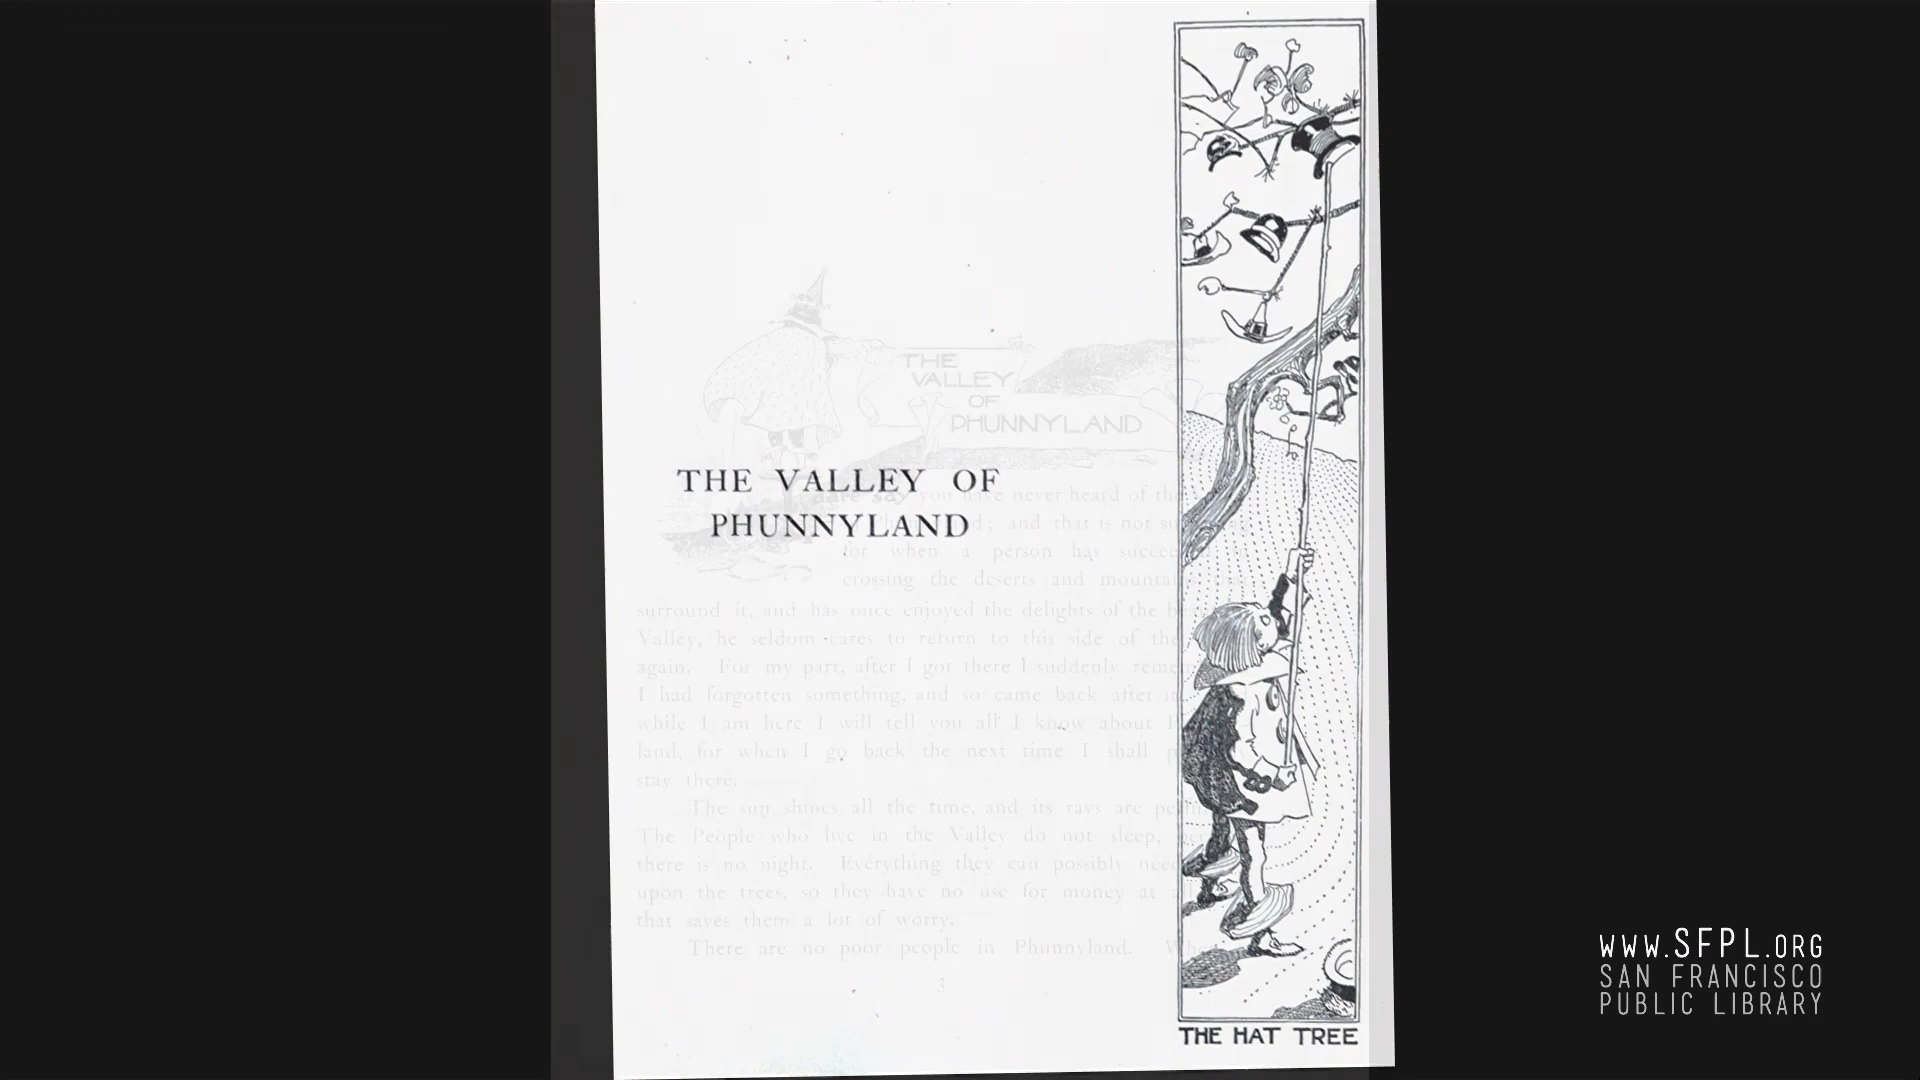 THE VALLEY OF
PHUNNYLAND
THE
VALLEY
OF
PHUNNYLAND
dare say you have never heard of the
; and that is not
for when a person has
crossing the deserts and
surround it, and has once enjoyed the delights of the
Valley, he seldom cares to return to this side of the
again. For my part, after I got there I suddenly
I had forgotten something, and so came back after
while I am here I will tell you all I know about
land, for when I go back the next time I shall
stay there.
The sun shines all the time, and its rays are
The People who live in the Valley do not sleep,
there is no night. Everything they can possibly
upon the trees, so they have no use for money at
that saves them a lot of worry.
There are no poor people in Phunnyland.
3
THE HAT TREE
WWW.SFPL.ORG
SAN FRANCISCO
PUBLIC LIBRARY